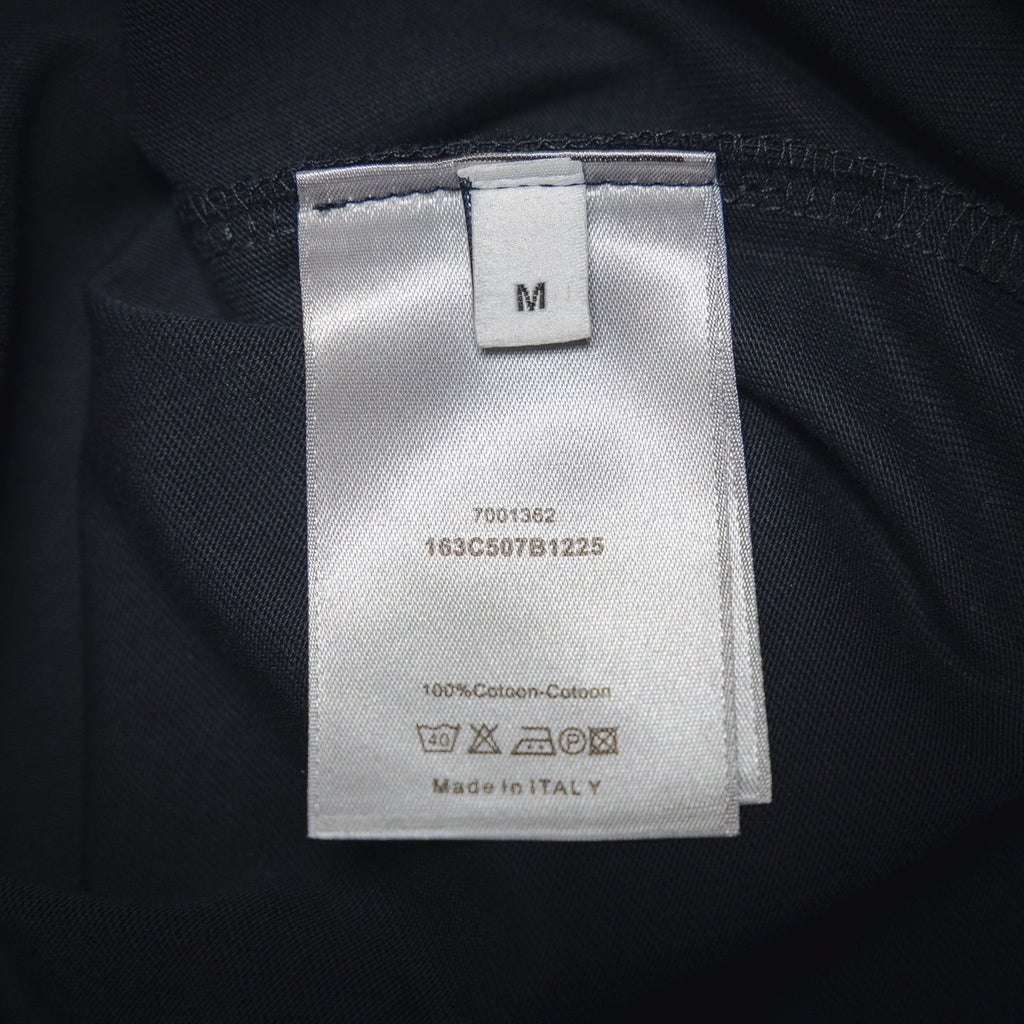 M
7001362
163C507B1225
100%Cotoon-Cotoon
40 P
Made in ITALY